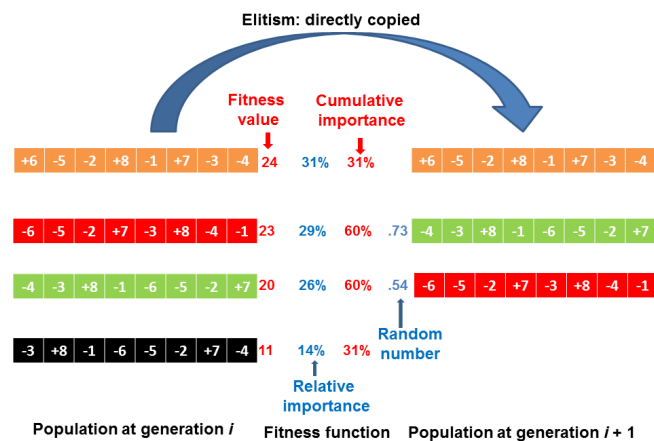 Elitism: directly copied
Fitness value
Cumulative importance
+6 -5 -2 +8 -1 +7 -3 -4 24 31% 31% +6 -5 -2 +8 -1 +7 -3 -4
-6 -5 -2 +7 -3 +8 -4 -1 23 29% 60% .73 -4 -3 +8 -1 -6 -5 -2 +7
-4 -3 +8 -1 -6 -5 -2 +7 20 26% 60% .54 -6 -5 -2 +7 -3 +8 -4 -1
-3 +8 -1 -6 -5 -2 +7 -4 11 14% 31%
Random number
Relative importance
Population at generation i Fitness function Population at generation i + 1